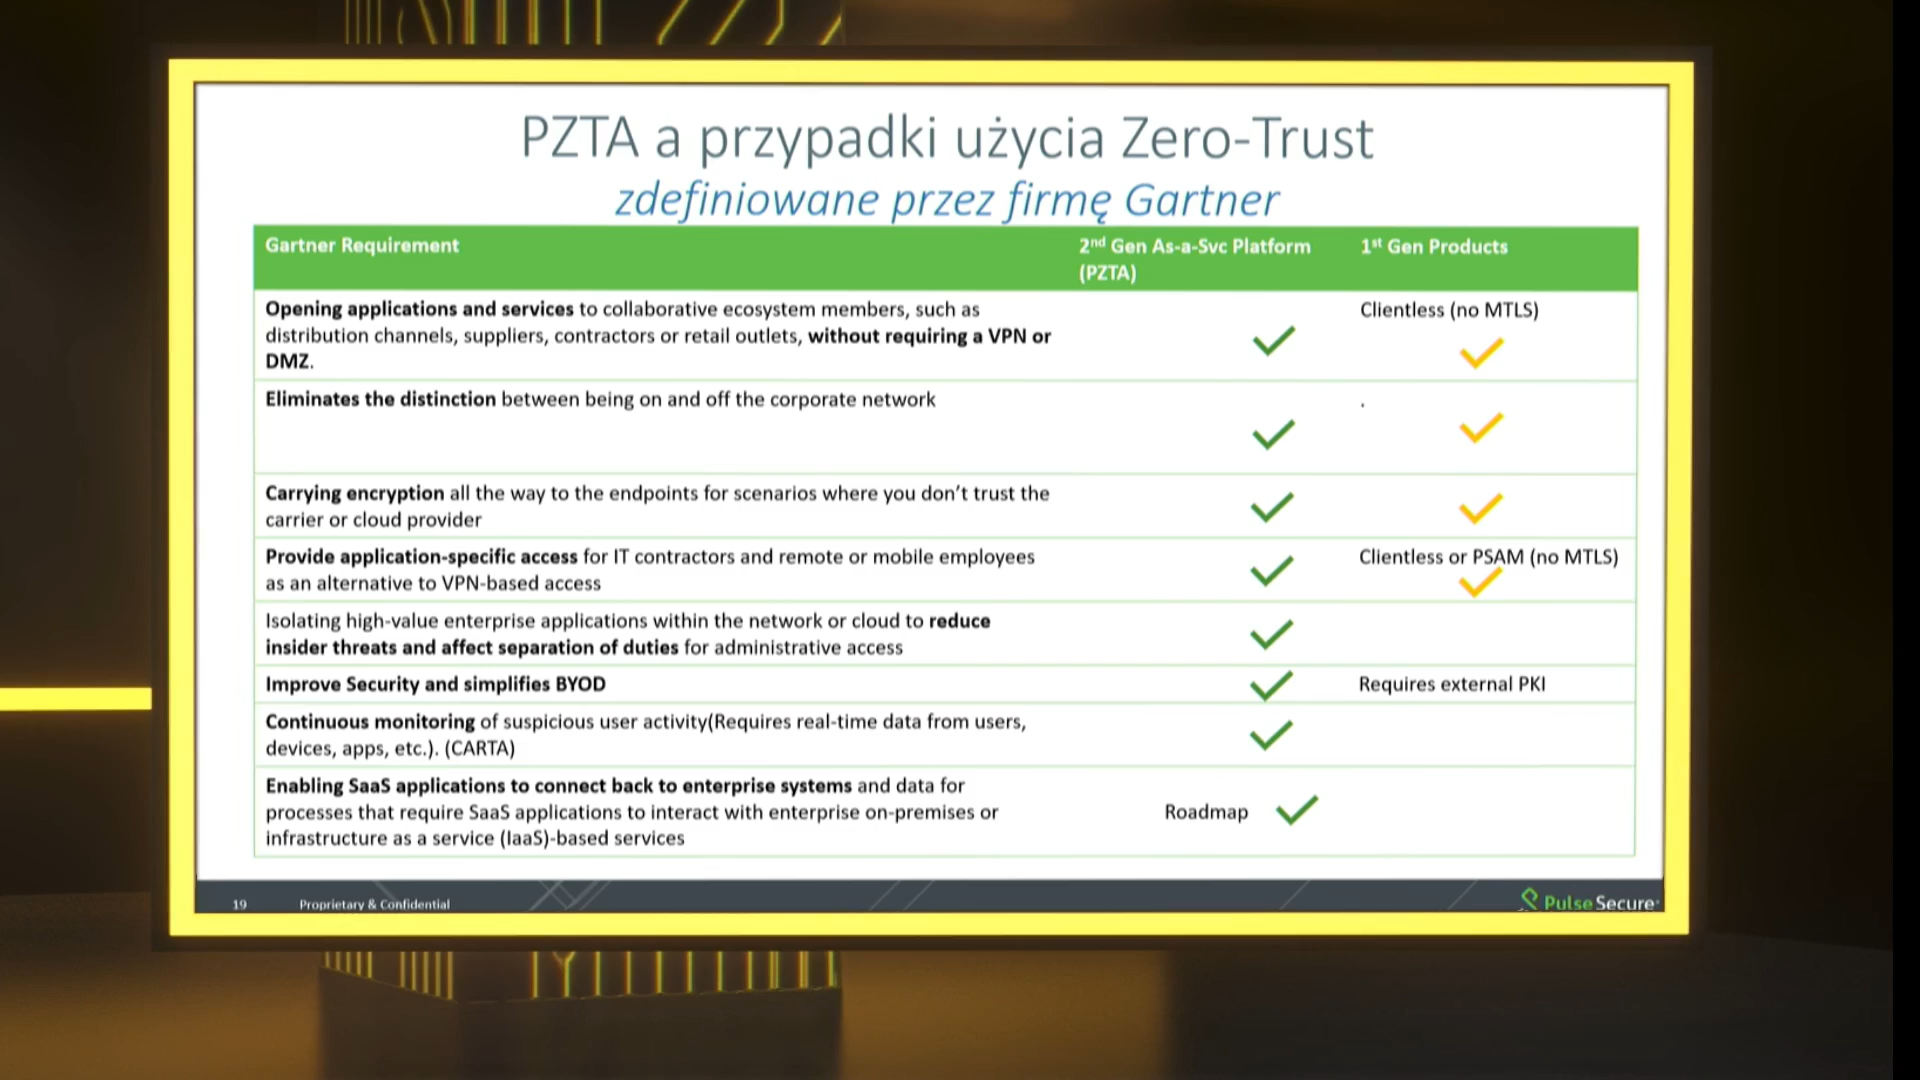 PZTA a przypadki użycia Zero-Trust
zdefiniowane przez firmę Gartner
Gartner Requirement
2nd Gen As-a-Svc Platform
(PZTA)
1st Gen Products
Opening applications and services to collaborative ecosystem members, such as
distribution channels, suppliers, contractors or retail outlets, without requiring a VPN or
DMZ.
Clientless (no MTLS)
Eliminates the distinction between being on and off the corporate network
.
Carrying encryption all the way to the endpoints for scenarios where you don't trust the
carrier or cloud provider
Provide application-specific access for IT contractors and remote or mobile employees
as an alternative to VPN-based access
Clientless or PSAM (no MTLS)
Isolating high-value enterprise applications within the network or cloud to reduce
insider threats and affect separation of duties for administrative access
Improve Security and simplifies BYOD
Requires external PKI
Continuous monitoring of suspicious user activity(Requires real-time data from users,
devices, apps, etc.). (CARTA)
Enabling SaaS applications to connect back to enterprise systems and data for
processes that require SaaS applications to interact with enterprise on-premises or
infrastructure as a service (IaaS)-based services
Roadmap
19
Proprietary & Confidential
Pulse Secure